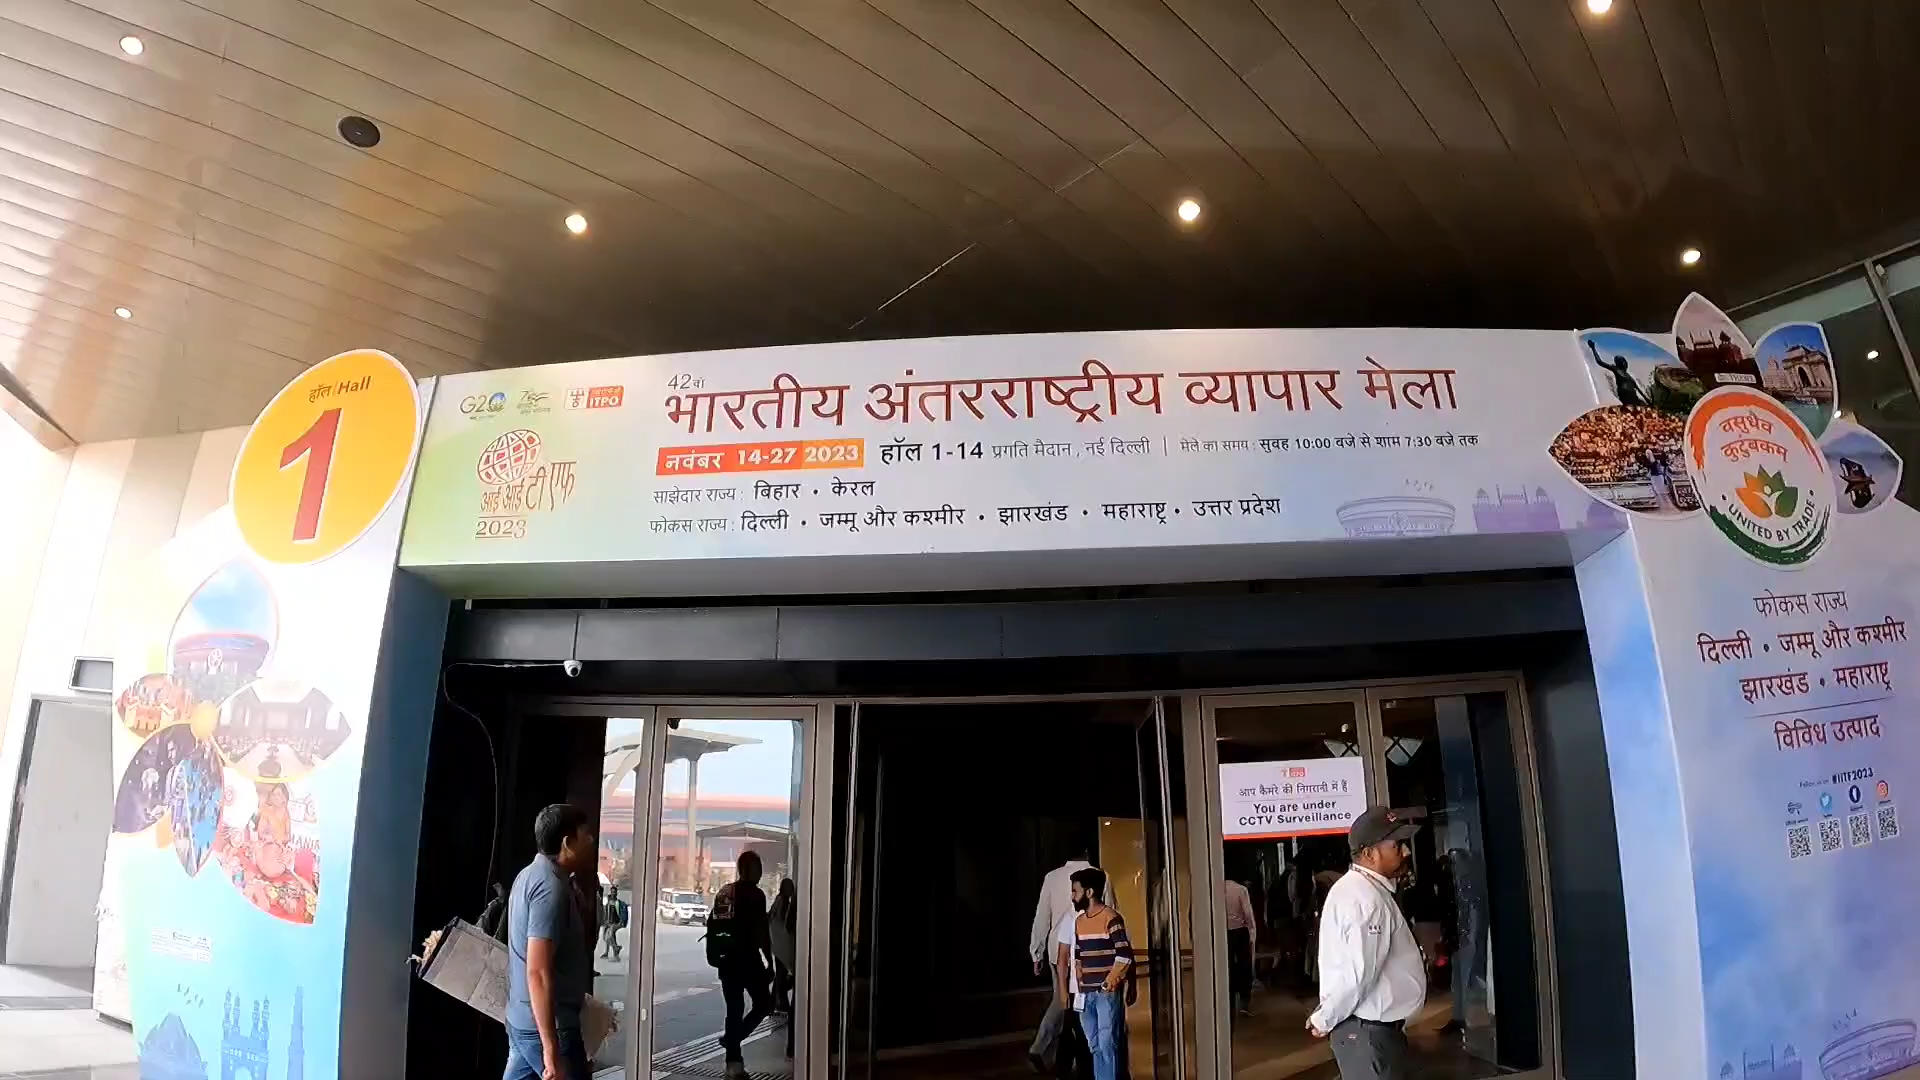 हॉल/Hall
1
G20
ITPO
आई आई टी एफ
2023
42वां
भारतीय अंतरराष्ट्रीय व्यापार मेला
नवंबर 14-27 2023 हॉल 1-14 प्रगति मैदान, नई दिल्ली | मेले का समय : सुबह 10:00 बजे से शाम 7:30 बजे तक
साझेदार राज्य : बिहार • केरल
फोकस राज्य : दिल्ली • जम्मू और कश्मीर • झारखंड • महाराष्ट्र • उत्तर प्रदेश
वसुधैव
कुटुंबकम
UNITED BY TRADE
फोकस राज्य
दिल्ली • जम्मू और कश्मीर
झारखंड • महाराष्ट्र
विविध उत्पाद
#IITF2023
आप कैमरे की निगरानी में हैं
You are under
CCTV Surveillance